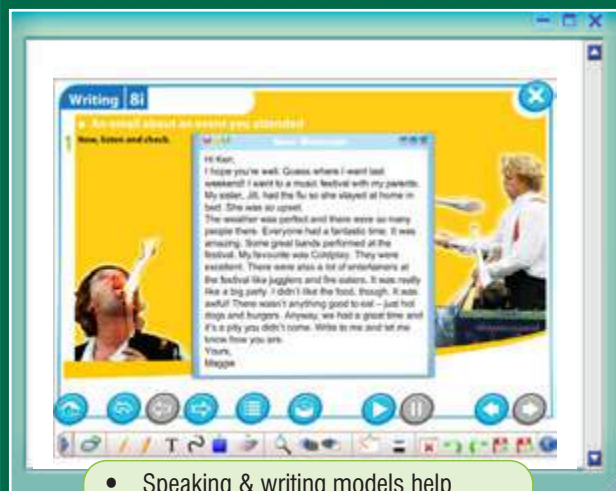 Writing 8i
An email about an event you attended
Now, listen and check.
Hi Ken,
I hope you're well. Guess where I went last
weekend! I went to a music festival with my parents.
My sister, Jill, had the flu so she stayed at home in
bed. She was so upset.
The weather was perfect and there were so many
people there. Everyone had a fantastic time. It was
amazing. Some great bands performed at the
festival. My favourite was Coldplay. They were
excellent. There were also a lot of entertainers at
the festival like jugglers and fire eaters. It was really
like a big party. I didn't like the food, though. It was
awful! There wasn't anything good to eat – just hot
dogs and burgers. Anyway, we had a great time and
it's a pity you didn't come. Write to me and let me
know how you are.
Yours,
Maggie
T
• Speaking & writing models help